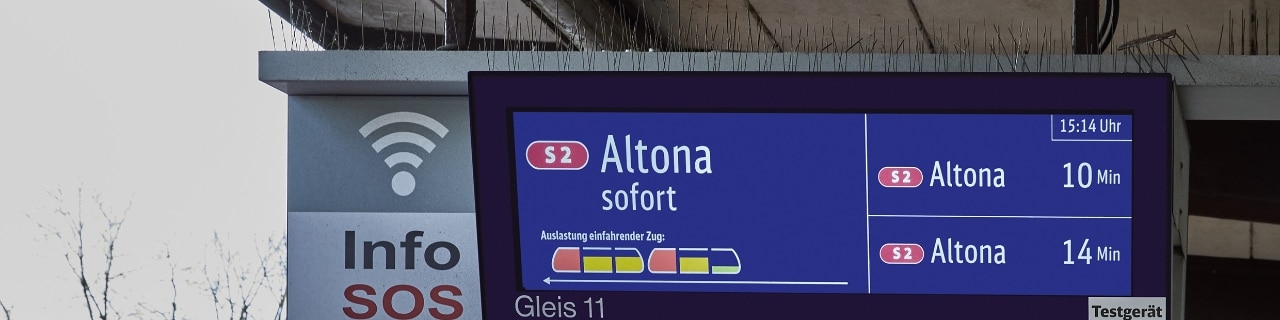 Info
SOS
S2 Altona
sofort
Auslastung einfahrender Zug:
Gleis 11
15:14 Uhr
S2 Altona 10 Min
S2 Altona 14 Min
Testgerät